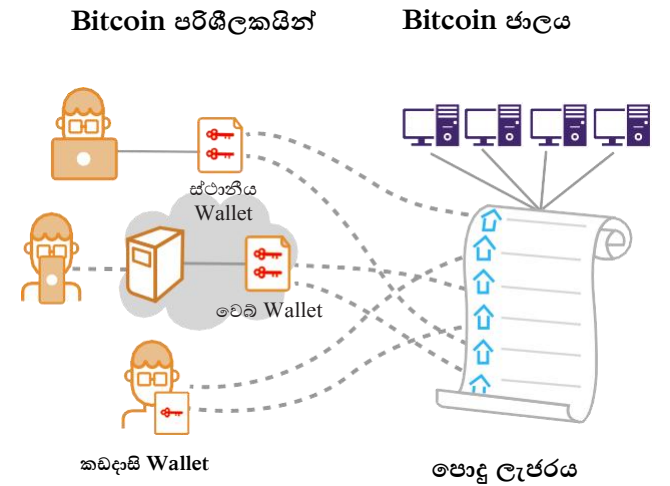 Bitcoin පරිශීලකයින්
Bitcoin ජාලය
ස්ථානීය
Wallet
වෙබ් Wallet
කඩදාසි Wallet
පොදු ලැජරය